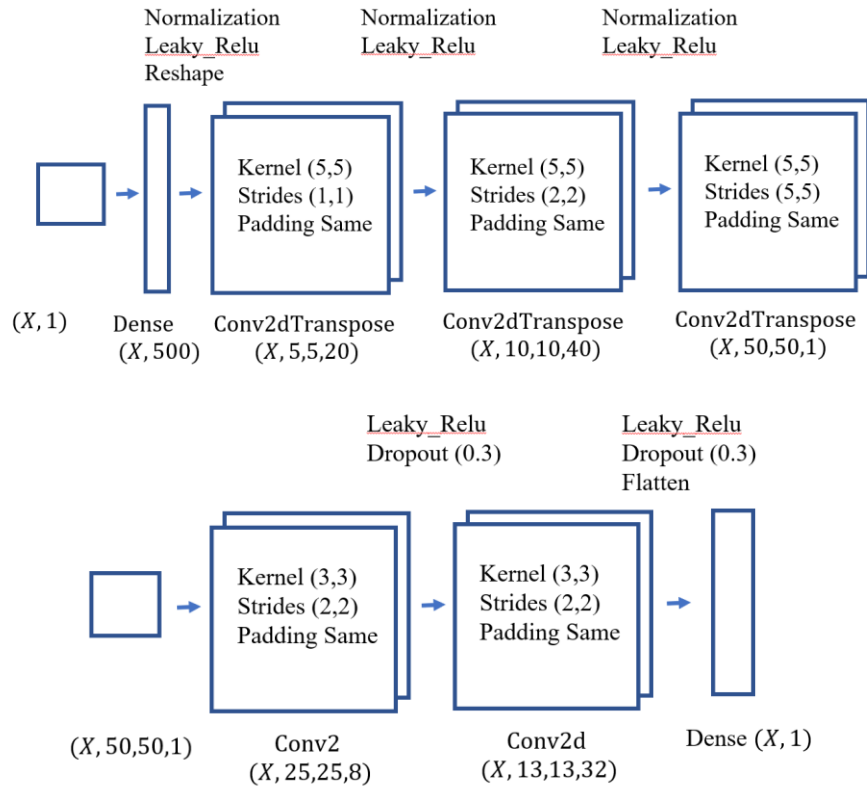 Normalization
Leaky_Relu
Reshape
Normalization
Leaky_Relu
Normalization
Leaky_Relu
Kernel (5,5)
Strides (1,1)
Padding Same
Kernel (5,5)
Strides (2,2)
Padding Same
Kernel (5,5)
Strides (5,5)
Padding Same
(X, 1)
Dense
(X, 500)
Conv2dTranspose
(X, 5,5,20)
Conv2dTranspose
(X, 10,10,40)
Conv2dTranspose
(X, 50,50,1)
Leaky_Relu
Dropout (0.3)
Leaky_Relu
Dropout (0.3)
Flatten
Kernel (3,3)
Strides (2,2)
Padding Same
Kernel (3,3)
Strides (2,2)
Padding Same
(X, 50,50,1)
Conv2
(X, 25,25,8)
Conv2d
(X, 13,13,32)
Dense (X, 1)